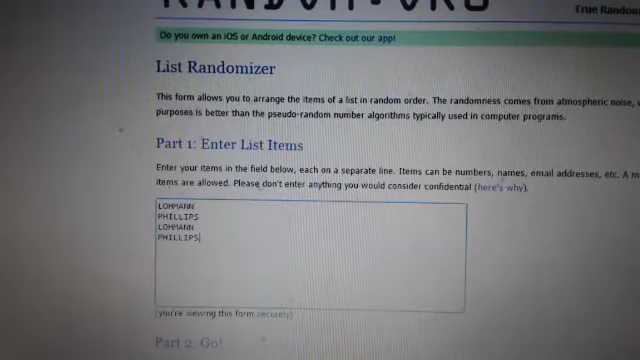 RANDOM.ORG
True Random
Do you own an iOS or Android device? Check out our app!
List Randomizer
This form allows you to arrange the items of a list in random order. The randomness comes from atmospheric noise,
purposes is better than the pseudo-random number algorithms typically used in computer programs.
Part 1: Enter List Items
Enter your items in the field below, each on a separate line. Items can be numbers, names, email addresses, etc. A m
items are allowed. Please don't enter anything you would consider confidential (here's why).
LOHMANN
PHILLIPS
LOHMANN
PHILLIPS
(you're viewing this form securely)
Part 2: Go!